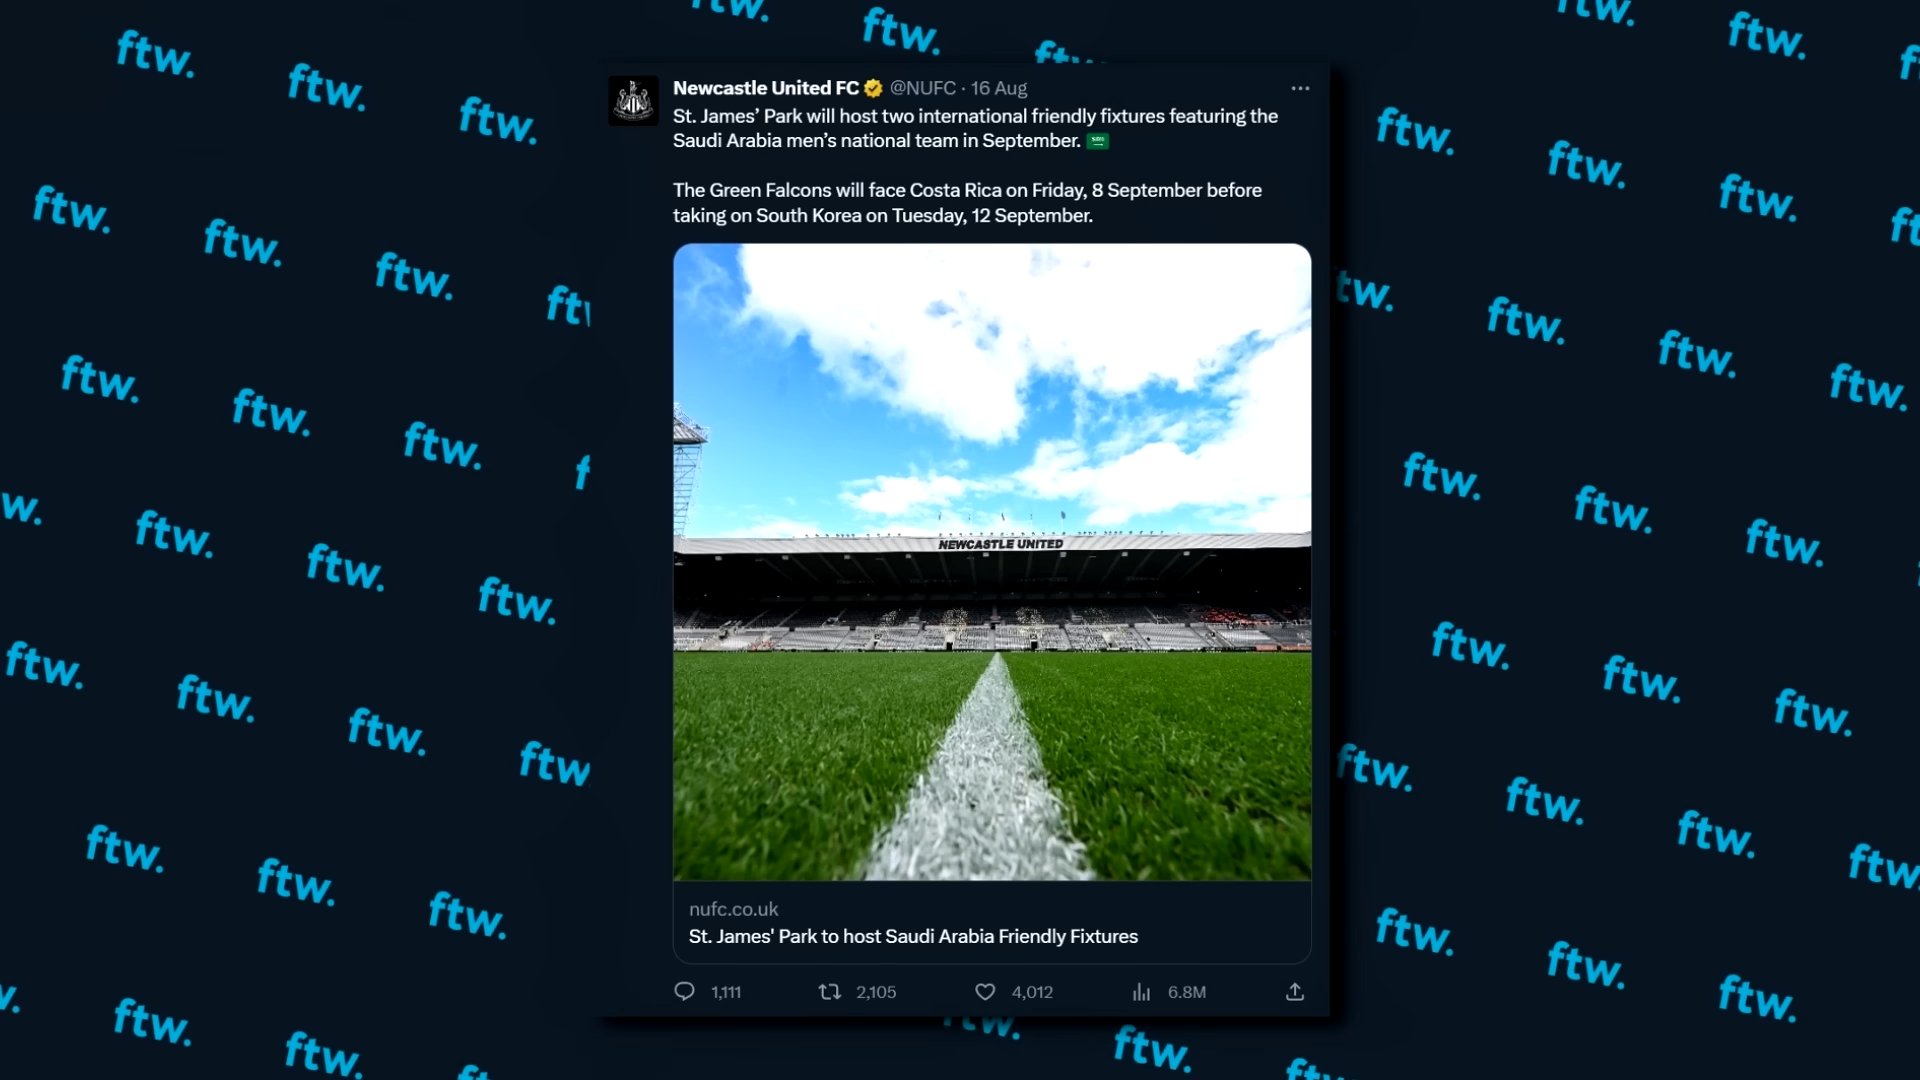 ftw.
Newcastle United FC @NUFC · 16 Aug
St. James’ Park will host two international friendly fixtures featuring the
Saudi Arabia men’s national team in September.
The Green Falcons will face Costa Rica on Friday, 8 September before
taking on South Korea on Tuesday, 12 September.
NEWCASTLE UNITED
nufc.co.uk
St. James' Park to host Saudi Arabia Friendly Fixtures
1,111 2,105 4,012 6.8M